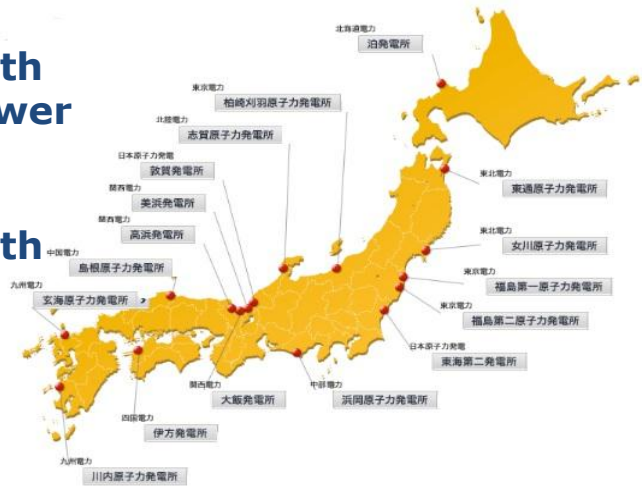 th
wer
th
北海道電力
泊発電所
東京電力
柏崎刈羽原子力発電所
北陸電力
志賀原子力発電所
日本原子力発電
敦賀発電所
関西電力
美浜発電所
関西電力
高浜発電所
中国電力
島根原子力発電所
九州電力
玄海原子力発電所
東北電力
東通原子力発電所
東北電力
女川原子力発電所
東京電力
福島第一原子力発電所
東京電力
福島第二原子力発電所
日本原子力発電
東海第二発電所
中部電力
浜岡原子力発電所
関西電力
大飯発電所
四国電力
伊方発電所
九州電力
川内原子力発電所